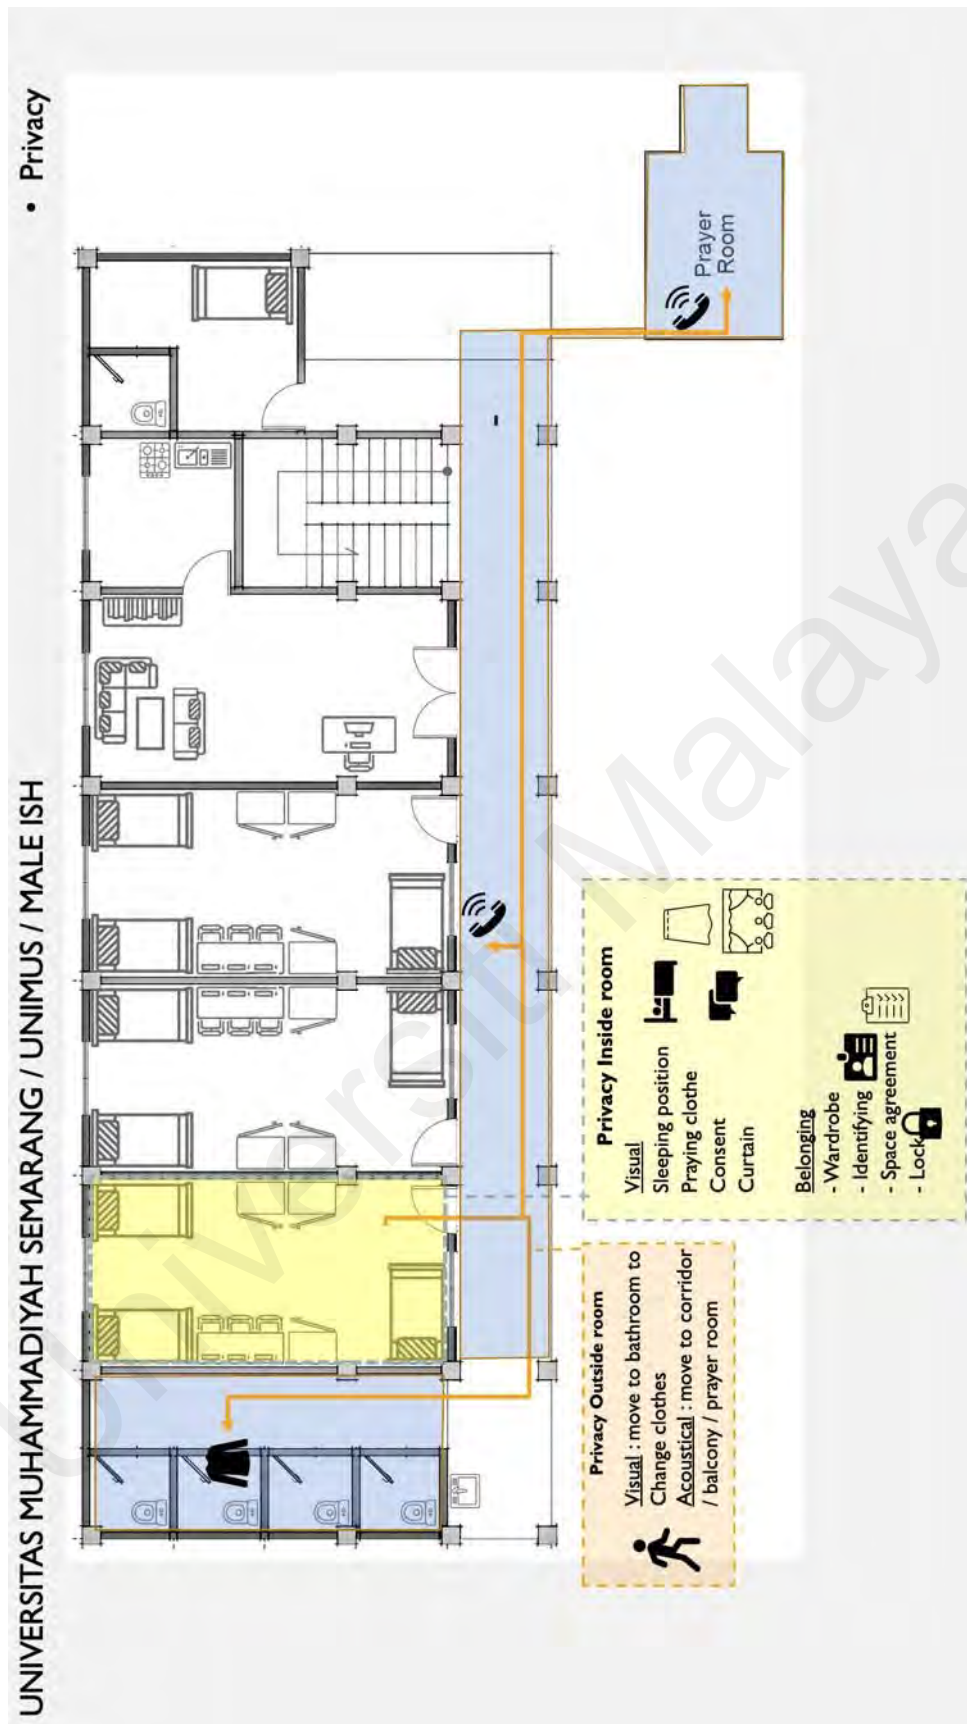 UNIVERSITAS MUHAMMADIYAH SEMARANG / UNIMUS / MALE ISH
• Privacy
Prayer
Room
Privacy Outside room
Visual : move to bathroom to
Change clothes
Acoustical : move to corridor
/ balcony / prayer room
Privacy Inside room
Visual
Sleeping position
Praying clothe
Consent
Curtain
Belonging
- Wardrobe
- Identifying
- Space agreement
- Lock
Universiti Malaya